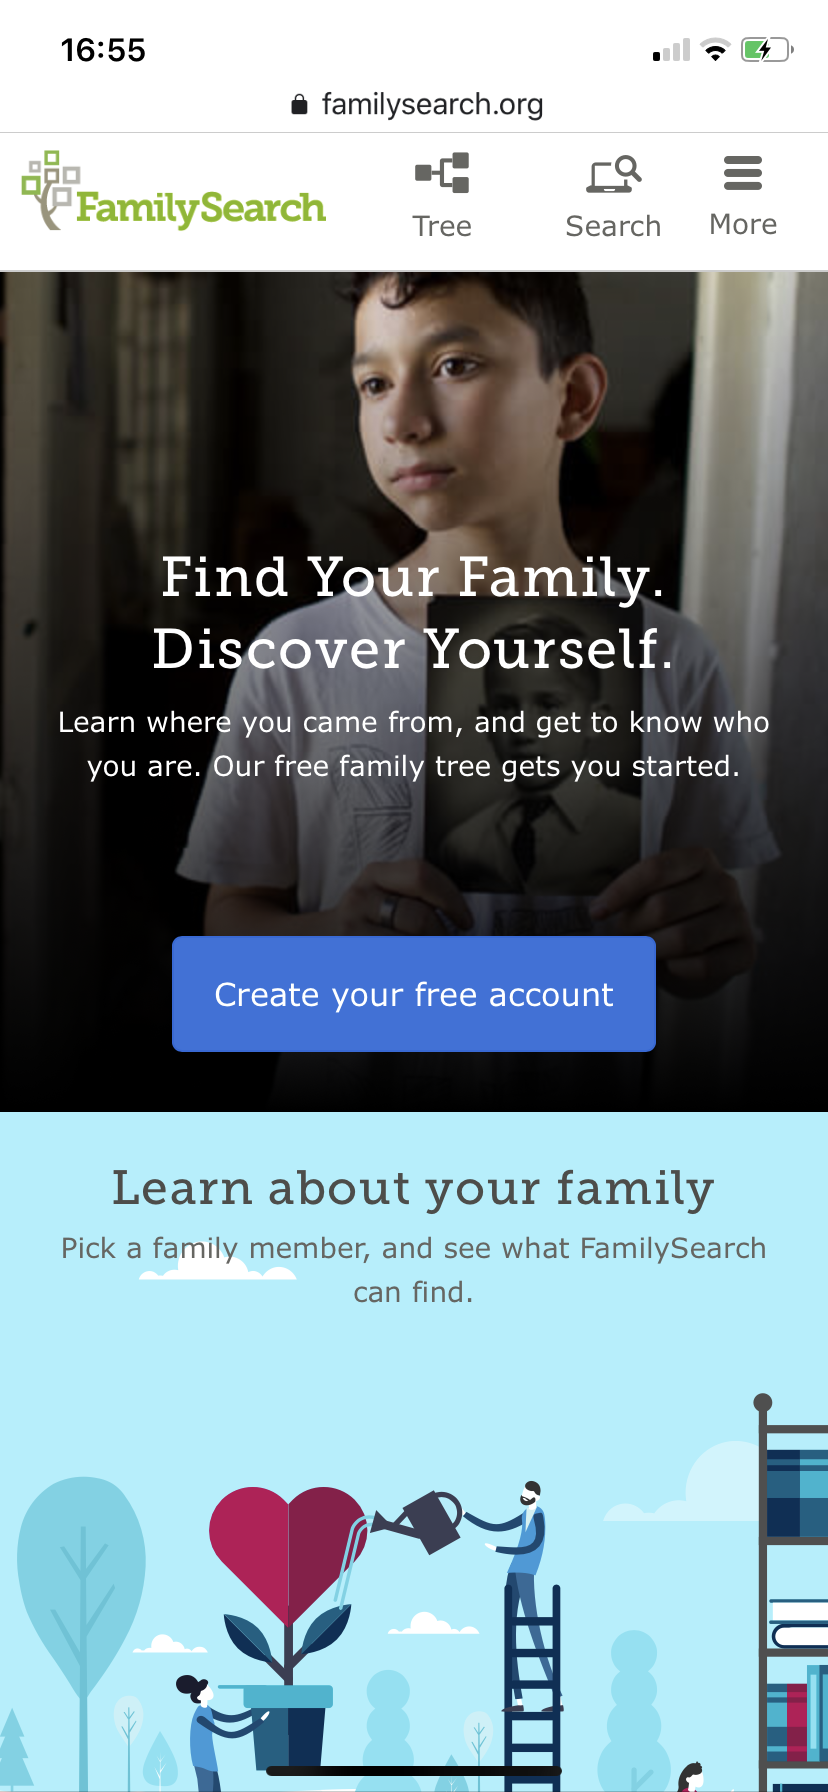 16:55
familysearch.org
FamilySearch
Tree
Search
More
Find Your Family.
Discover Yourself.
Learn where you came from, and get to know who
you are. Our free family tree gets you started.
Create your free account
Learn about your family
Pick a family member, and see what FamilySearch
can find.